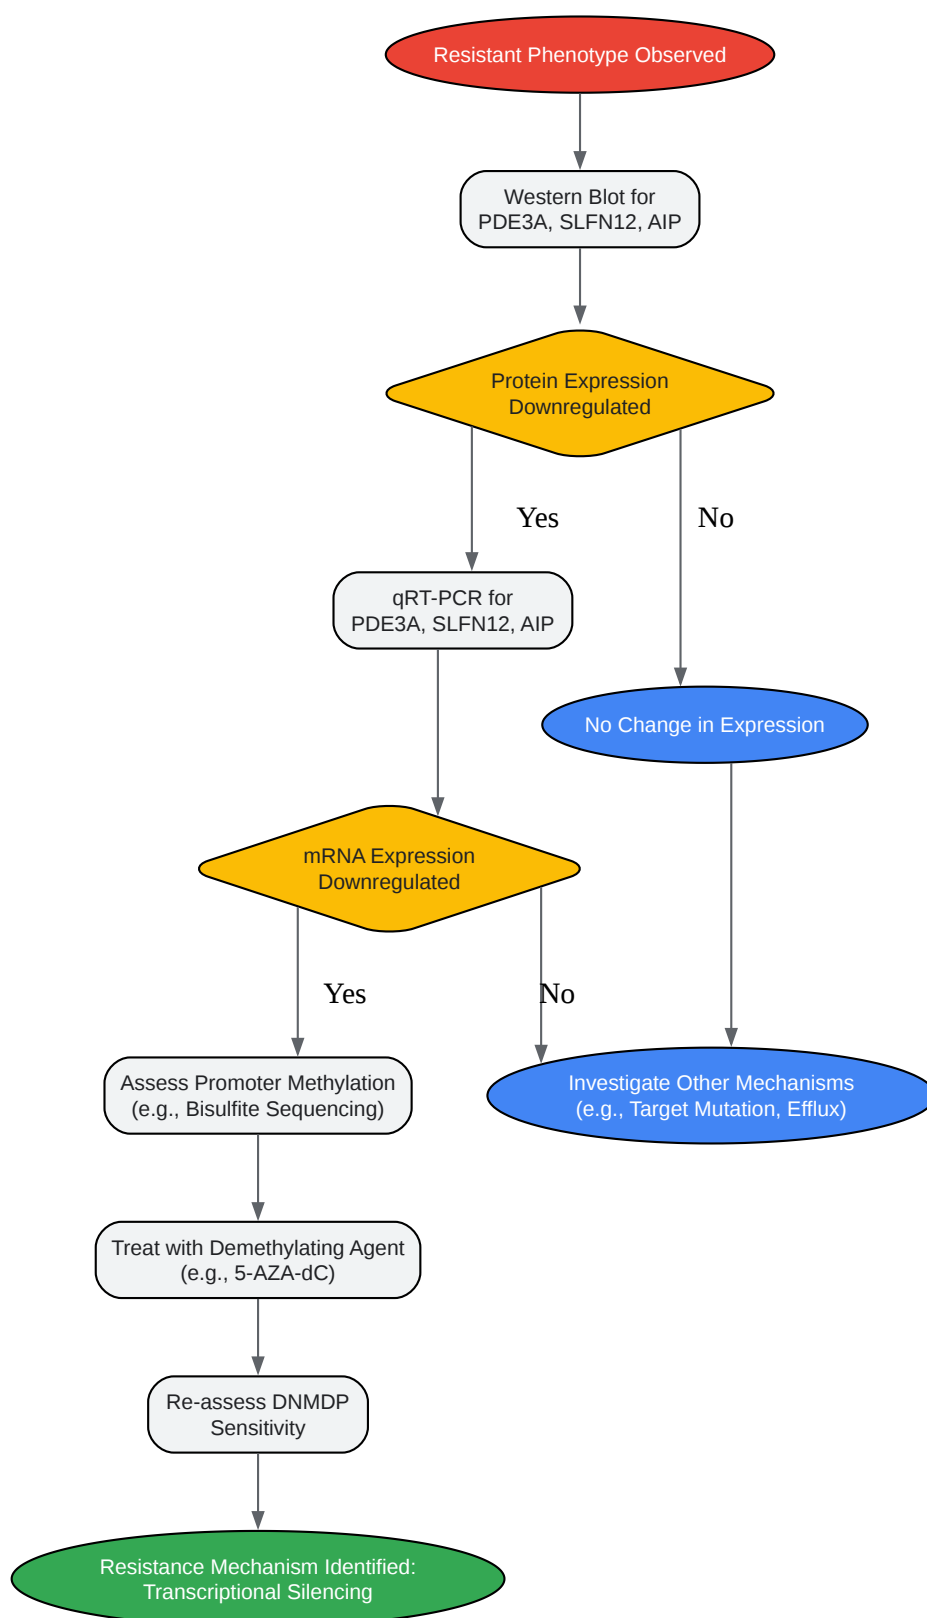 Resistant Phenotype Observed
Western Blot for
PDE3A, SLFN12, AIP
Protein Expression
Downregulated
Yes
No
qRT-PCR for
PDE3A, SLFN12, AIP
No Change in Expression
mRNA Expression
Downregulated
Yes
No
Assess Promoter Methylation
(e.g., Bisulfite Sequencing)
Investigate Other Mechanisms
(e.g., Target Mutation, Efflux)
Treat with Demethylating Agent
(e.g., 5-AZA-dC)
Re-assess DNMDP
Sensitivity
Resistance Mechanism Identified:
Transcriptional Silencing